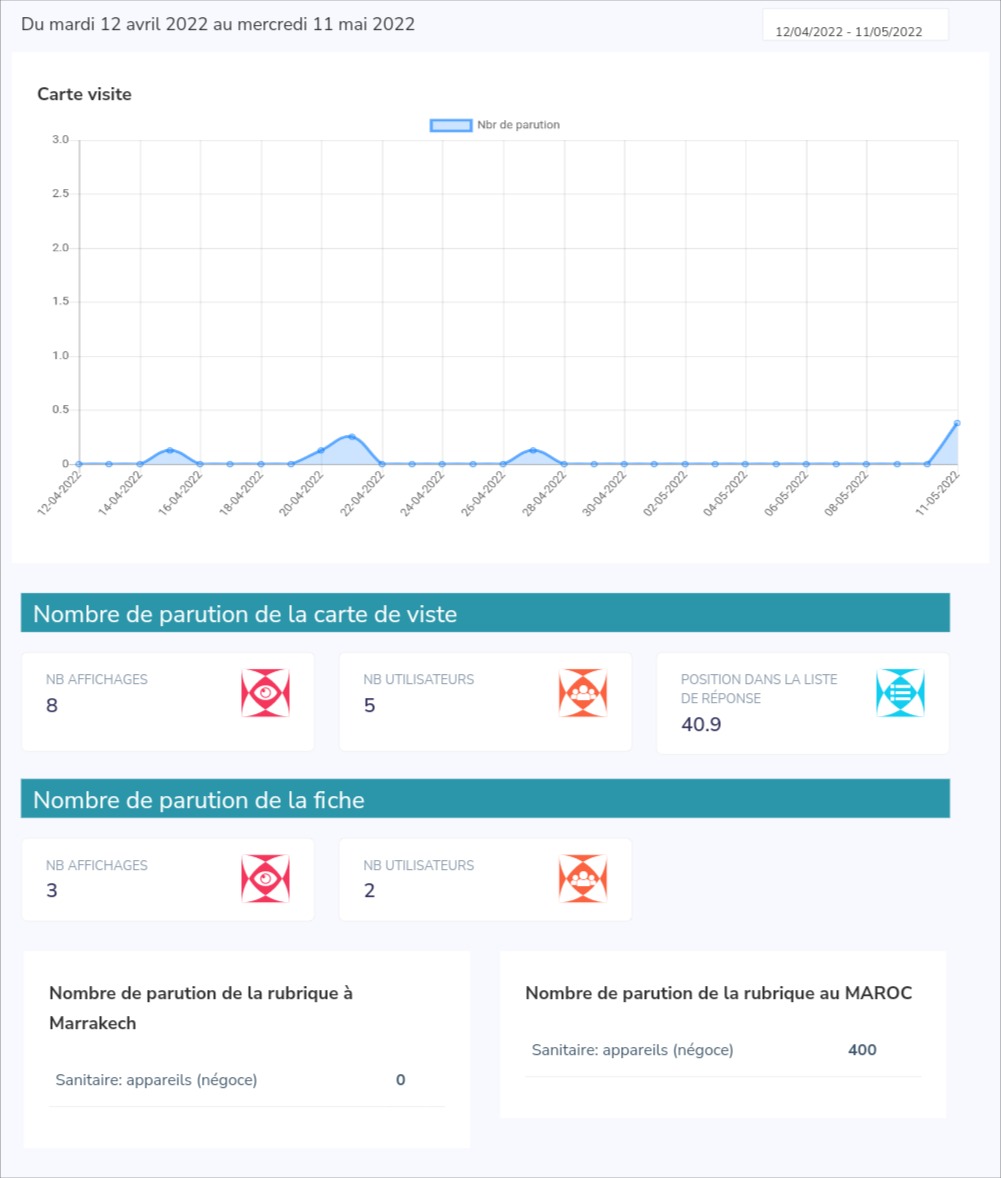 Du mardi 12 avril 2022 au mercredi 11 mai 2022
12/04/2022 - 11/05/2022
Carte visite
Nbr de parution
3.0
2.5
2.0
1.5
1.0
0.5
0
12-04-2022
14-04-2022
16-04-2022
18-04-2022
20-04-2022
22-04-2022
24-04-2022
26-04-2022
28-04-2022
30-04-2022
02-05-2022
04-05-2022
06-05-2022
08-05-2022
11-05-2022
Nombre de parution de la carte de viste
NB AFFICHAGES
8
NB UTILISATEURS
5
POSITION DANS LA LISTE
DE RÉPONSE
40.9
Nombre de parution de la fiche
NB AFFICHAGES
3
NB UTILISATEURS
2
Nombre de parution de la rubrique à
Marrakech
Sanitaire: appareils (négoce) 0
Nombre de parution de la rubrique au MAROC
Sanitaire: appareils (négoce) 400